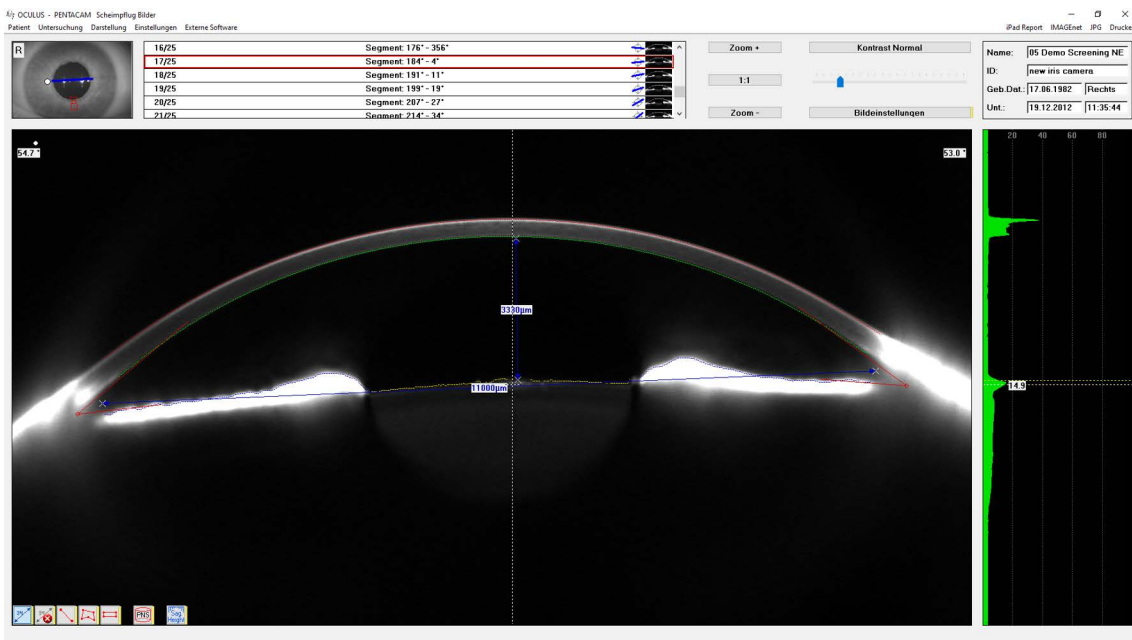 OCULUS - PENTACAM Scheimpflug Bilder
Patient Untersuchung Darstellung Einstellungen Externe Software
iPad Report IMAGEnet JPG Drucke
R
16/25 Segment: 176° - 356°
17/25 Segment: 184° - 4°
18/25 Segment: 191° - 11°
19/25 Segment: 199° - 19°
20/25 Segment: 207° - 27°
21/25 Segment: 214° - 34°
Zoom +
1:1
Zoom -
Kontrast Normal
Bildeinstellungen
Name: 05 Demo Screening NE
ID: new iris camera
Geb.Dat.: 17.06.1982 Rechts
Unt.: 19.12.2012 11:35:44
54.7 °
53.0 °
20 40 60 80
3330µm
11000µm
14.9
PNS
Sag. Height